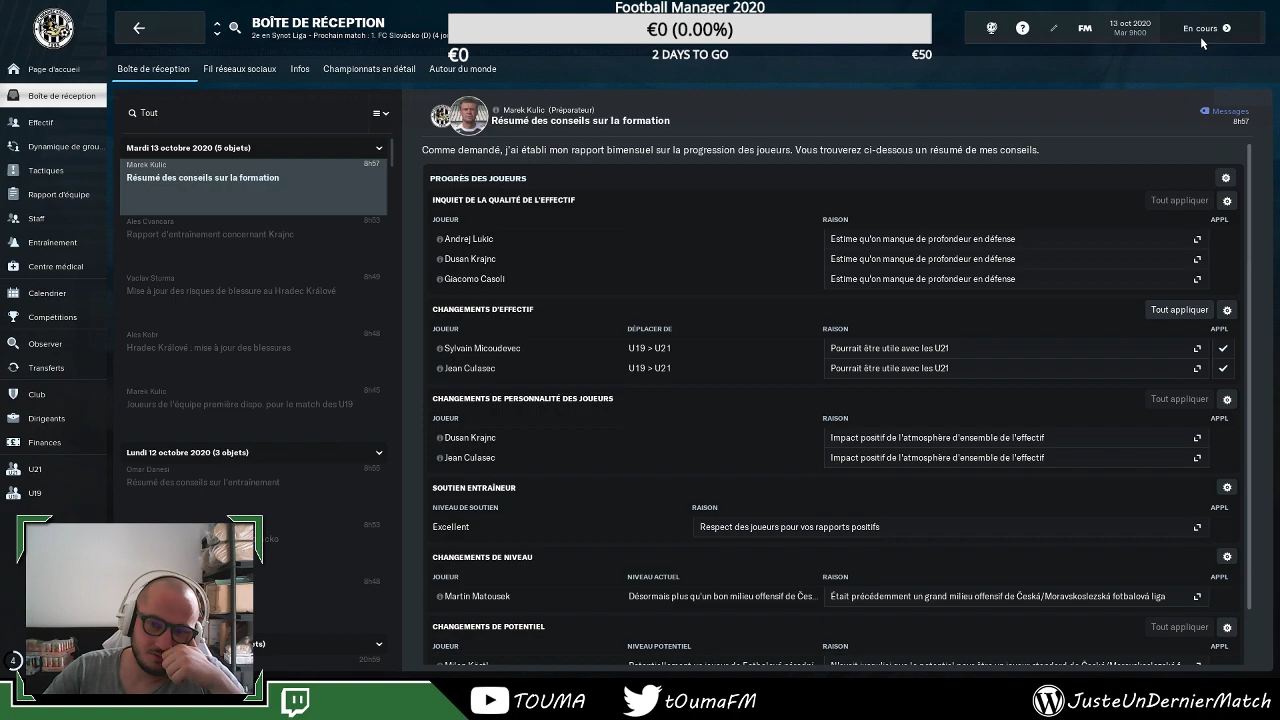 Football Manager 2020
€0 (0.00%)
€0
2 DAYS TO GO
€50
BOÎTE DE RÉCEPTION
2e en Synot Liga - Prochain match : 1. FC Slovácko (D) (4 jo
FM
13 oct 2020
Mar 9h00
En cours
Boîte de réception
Fil réseaux sociaux
Infos
Championnats en détail
Autour du monde
Page d'accueil
Boîte de réception
Effectif
Dynamique de grou...
Tactiques
Rapport d'équipe
Staff
Entraînement
Centre médical
Calendrier
Compétitions
Observer
Transferts
Club
Dirigeants
Finances
U21
U19
Tout
Mardi 13 octobre 2020 (5 objets)
Marek Kulic 8h57
Résumé des conseils sur la formation
Ales Cvancara 8h53
Rapport d'entraînement concernant Krajnc
Vaclav Sturma 8h49
Mise à jour des risques de blessure au Hradec Králové
Ales Kobr 8h48
Hradec Králové : mise à jour des blessures
Marek Kulic 8h45
Joueurs de l'équipe première dispo. pour le match des U19
Lundi 12 octobre 2020 (3 objets)
Omar Danesi 8h55
Résumé des conseils sur l'entraînement
8h53
cko
8h48
ets)
20h59
4
Marek Kulic (Préparateur)
Résumé des conseils sur la formation
Messages
8h57
Comme demandé, j'ai établi mon rapport bimensuel sur la progression des joueurs. Vous trouverez ci-dessous un résumé de mes conseils.
PROGRÈS DES JOUEURS
INQUIET DE LA QUALITÉ DE L'EFFECTIF Tout appliquer
JOUEUR RAISON APPL
Andrej Lukic Estime qu'on manque de profondeur en défense
Dusan Krajnc Estime qu'on manque de profondeur en défense
Giacomo Casoli Estime qu'on manque de profondeur en défense
CHANGEMENTS D'EFFECTIF Tout appliquer
JOUEUR DÉPLACER DE RAISON APPL
Sylvain Micoudevec U19 > U21 Pourrait être utile avec les U21
Jean Culasec U19 > U21 Pourrait être utile avec les U21
CHANGEMENTS DE PERSONNALITÉ DES JOUEURS Tout appliquer
JOUEUR RAISON APPL
Dusan Krajnc Impact positif de l'atmosphère d'ensemble de l'effectif
Jean Culasec Impact positif de l'atmosphère d'ensemble de l'effectif
SOUTIEN ENTRAÎNEUR
NIVEAU DE SOUTIEN RAISON APPL
Excellent Respect des joueurs pour vos rapports positifs
CHANGEMENTS DE NIVEAU
JOUEUR NIVEAU ACTUEL RAISON APPL
Martin Matousek Désormais plus qu'un bon milieu offensif de Čes... Était précédemment un grand milieu offensif de Česká/Moravskoslezská fotbalová liga
CHANGEMENTS DE POTENTIEL Tout appliquer
JOUEUR NIVEAU POTENTIEL RAISON APPL
TOUMA
tOumaFM
JusteUnDernierMatch